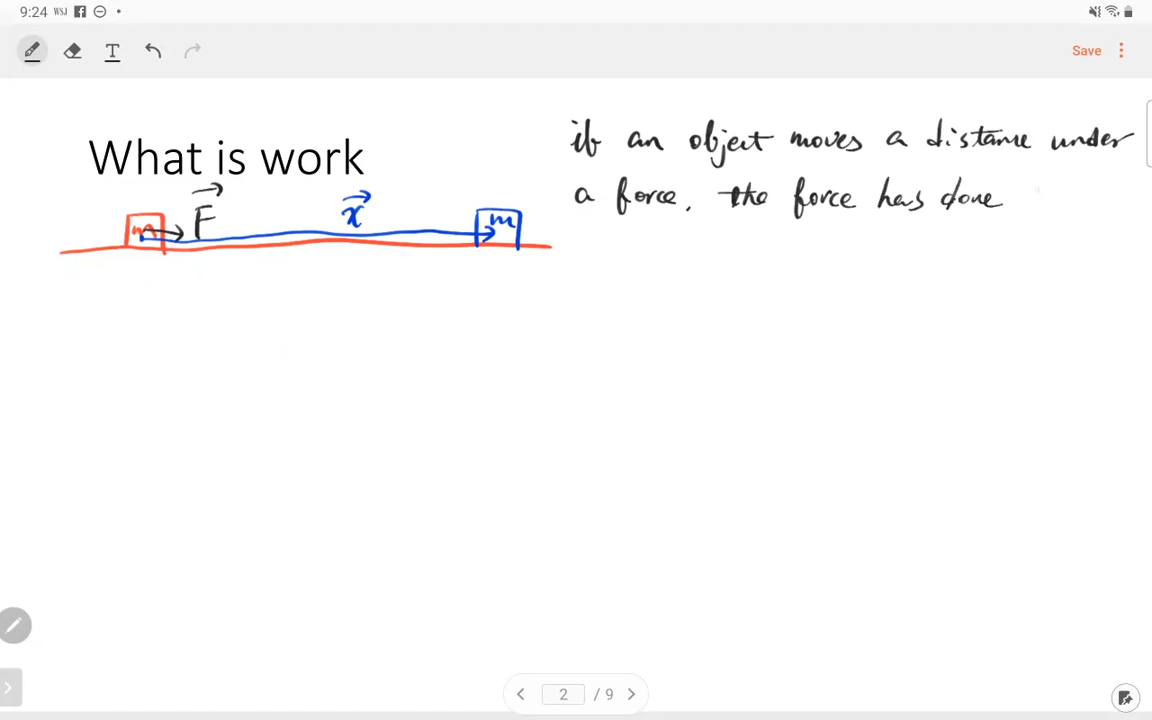 9:24 WSJ
T Save
if an object moves a distance under
What is work
a force. the force has done
F x
m m
2 / 9